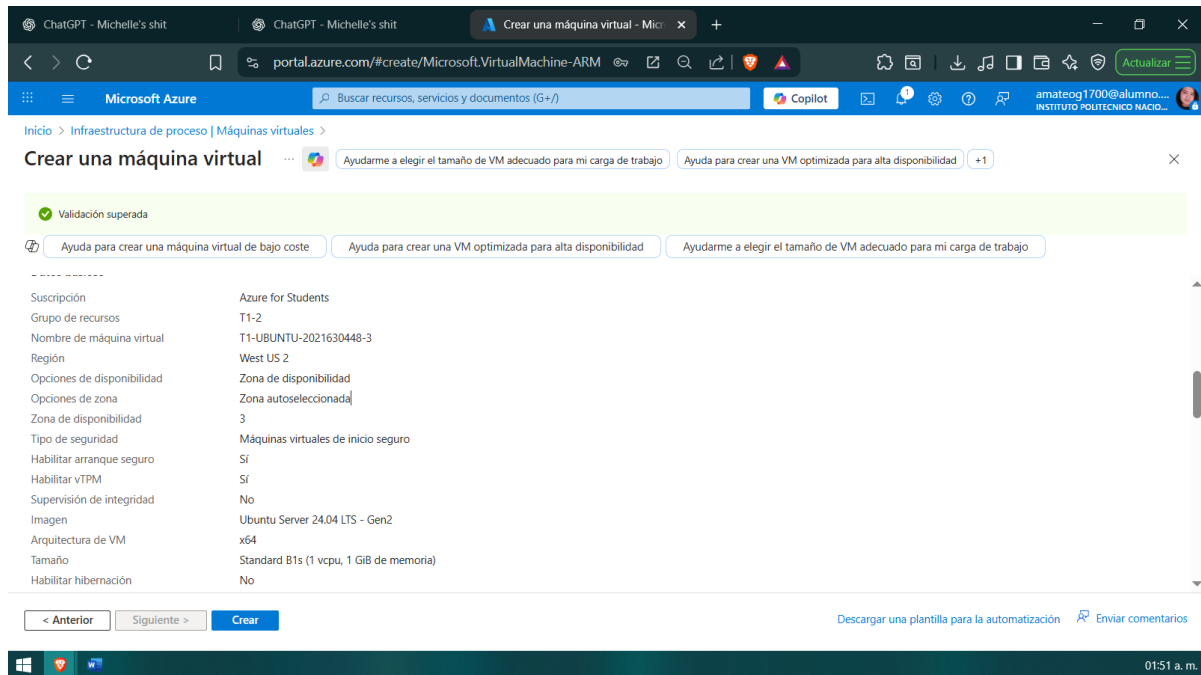 ChatGPT - Michelle's shit
ChatGPT - Michelle's shit
Crear una máquina virtual - Micr
portal.azure.com/#create/Microsoft.VirtualMachine-ARM
Actualizar
Microsoft Azure
Buscar recursos, servicios y documentos (G+/)
Copilot
1
amateog1700@alumno....
INSTITUTO POLITECNICO NACIO...
Inicio > Infraestructura de proceso | Máquinas virtuales >
Crear una máquina virtual ...
Ayudarme a elegir el tamaño de VM adecuado para mi carga de trabajo
Ayuda para crear una VM optimizada para alta disponibilidad
+1
Validación superada
Ayuda para crear una máquina virtual de bajo coste
Ayuda para crear una VM optimizada para alta disponibilidad
Ayudarme a elegir el tamaño de VM adecuado para mi carga de trabajo
Suscripción Azure for Students
Grupo de recursos T1-2
Nombre de máquina virtual T1-UBUNTU-2021630448-3
Región West US 2
Opciones de disponibilidad Zona de disponibilidad
Opciones de zona Zona autoseleccionada
Zona de disponibilidad 3
Tipo de seguridad Máquinas virtuales de inicio seguro
Habilitar arranque seguro Sí
Habilitar vTPM Sí
Supervisión de integridad No
Imagen Ubuntu Server 24.04 LTS - Gen2
Arquitectura de VM x64
Tamaño Standard B1s (1 vcpu, 1 GiB de memoria)
Habilitar hibernación No
< Anterior
Siguiente >
Crear
Descargar una plantilla para la automatización
Enviar comentarios
01:51 a. m.